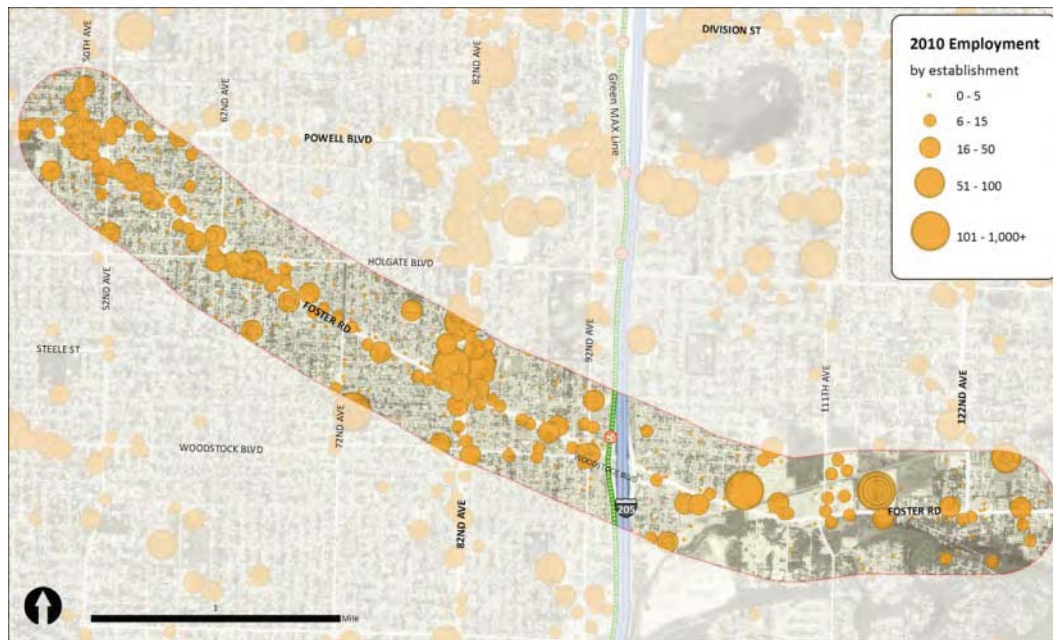 50TH AVE
62ND AVE
82ND AVE
Green MAX Line
DIVISION ST
POWELL BLVD
HOLGATE BLVD
52ND AVE
FOSTER RD
STEELE ST
72ND AVE
92ND AVE
111TH AVE
122ND AVE
WOODSTOCK BLVD
WOODSTOCK BLVD
82ND AVE
205
FOSTER RD
2010 Employment
by establishment
0 - 5
6 - 15
16 - 50
51 - 100
101 - 1,000+
1
Mile